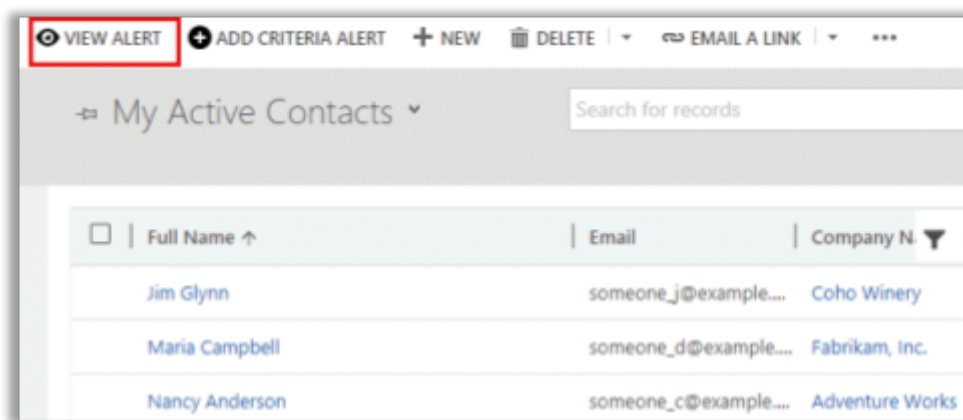 VIEW ALERT ADD CRITERIA ALERT NEW DELETE EMAIL A LINK ...
My Active Contacts Search for records
Full Name Email Company N
Jim Glynn someone_j@example.... Coho Winery
Maria Campbell someone_d@example.... Fabrikam, Inc.
Nancy Anderson someone_c@example.... Adventure Works